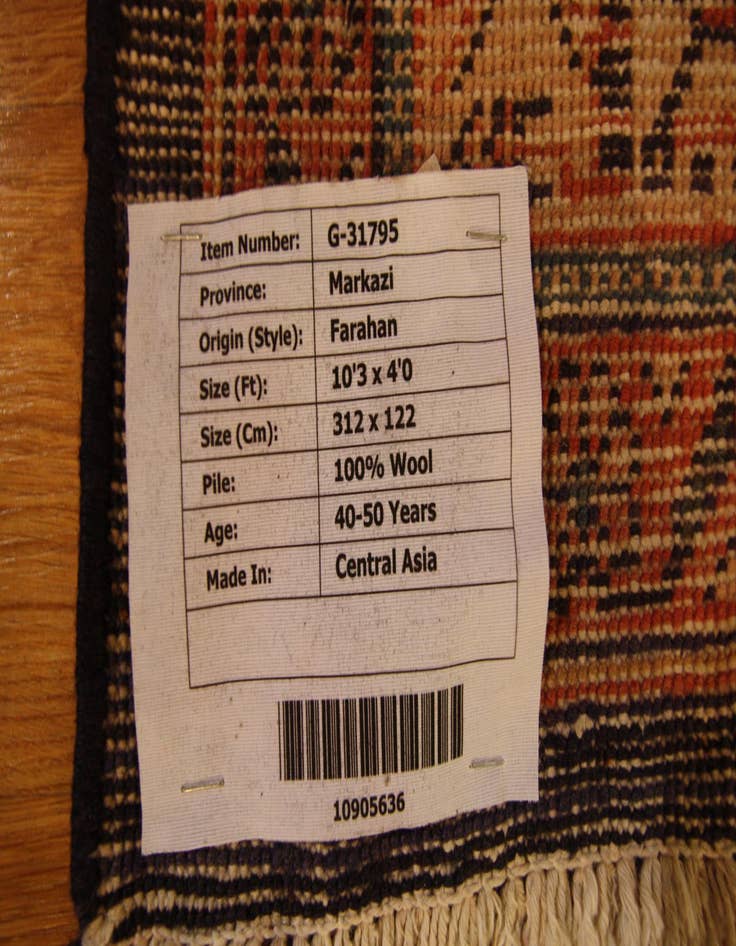 Item Number: G-31795
Province: Markazi
Origin (Style): Farahan
Size (Ft): 10'3 x 4'0
Size (Cm): 312 x 122
Pile: 100% Wool
Age: 40-50 Years
Made In: Central Asia
10905636